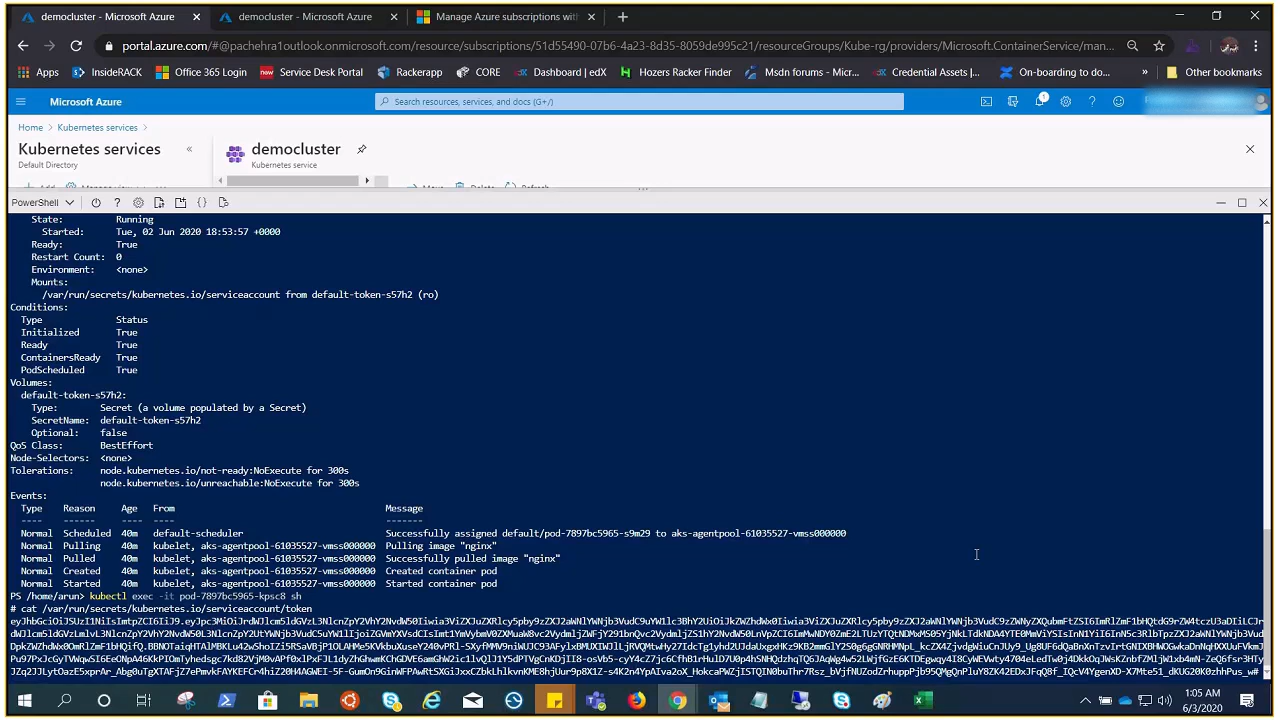 democluster - Microsoft Azure
democluster - Microsoft Azure
Manage Azure subscriptions with
portal.azure.com/#@pachehra1outlook.onmicrosoft.com/resource/subscriptions/51d55490-07b6-4a23-8d35-8059de995c21/resourceGroups/Kube-rg/providers/Microsoft.ContainerService/man...
Apps InsideRACK Office 365 Login new Service Desk Portal Rackerapp CORE Dashboard | edX Hozers Racker Finder Msdn forums - Micr... Credential Assets |... On-boarding to do... » Other bookmarks
Microsoft Azure Search resources, services, and docs (G+/) 1
Home > Kubernetes services >
Kubernetes services « democluster
Default Directory Kubernetes service
PowerShell
State: Running
Started: Tue, 02 Jun 2020 18:53:57 +0000
Ready: True
Restart Count: 0
Environment: <none>
Mounts:
/var/run/secrets/kubernetes.io/serviceaccount from default-token-s57h2 (ro)
Conditions:
Type Status
Initialized True
Ready True
ContainersReady True
PodScheduled True
Volumes:
default-token-s57h2:
Type: Secret (a volume populated by a Secret)
SecretName: default-token-s57h2
Optional: false
QoS Class: BestEffort
Node-Selectors: <none>
Tolerations: node.kubernetes.io/not-ready:NoExecute for 300s
node.kubernetes.io/unreachable:NoExecute for 300s
Events:
Type Reason Age From Message
---- ------ ---- ---- -------
Normal Scheduled 40m default-scheduler Successfully assigned default/pod-7897bc5965-s9m29 to aks-agentpool-61035527-vmss000000
Normal Pulling 40m kubelet, aks-agentpool-61035527-vmss000000 Pulling image "nginx"
Normal Pulled 40m kubelet, aks-agentpool-61035527-vmss000000 Successfully pulled image "nginx"
Normal Created 40m kubelet, aks-agentpool-61035527-vmss000000 Created container pod
Normal Started 40m kubelet, aks-agentpool-61035527-vmss000000 Started container pod
PS /home/arun> kubectl exec -it pod-7897bc5965-kpsc8 sh
# cat /var/run/secrets/kubernetes.io/serviceaccount/token
1:05 AM
6/3/2020